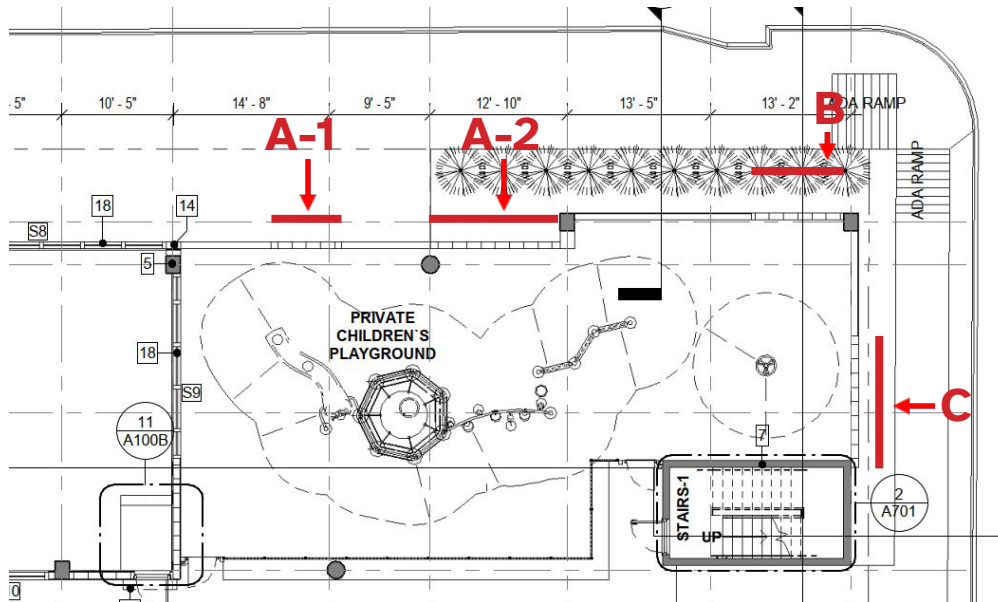 - 5"
10' - 5"
14' - 8"
9' - 5"
12' - 10"
13' - 5"
13' - 2"
ADA RAMP
A-1
A-2
B
ADA RAMP
18
14
S8
5
PRIVATE
CHILDREN`S
PLAYGROUND
18
S9
C
11
A100B
7
2
A701
STAIRS-1
UP